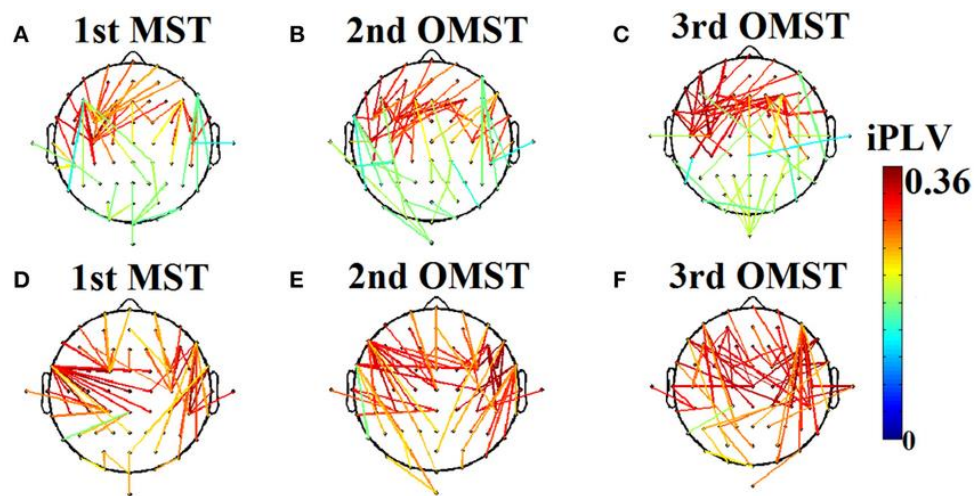 A 1st MST B 2nd OMST C 3rd OMST
iPLV
0.36
D 1st MST E 2nd OMST F 3rd OMST
0